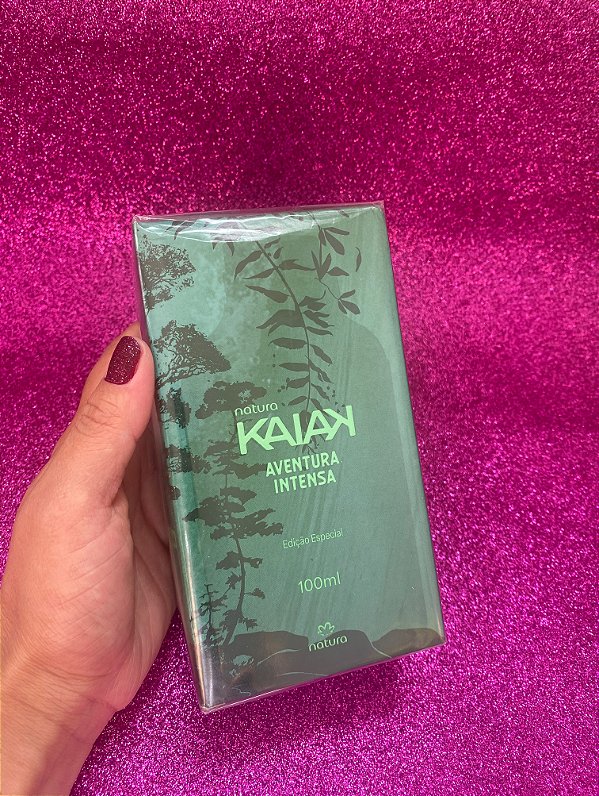 natura
KAIAK
AVENTURA
INTENSA
Edição Especial
100ml
natura